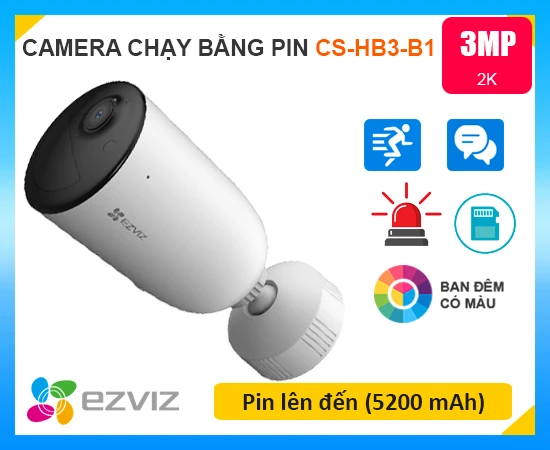 CAMERA CHẠY BẰNG PIN CS-HB3-B1
3MP
2K
EZVIZ
BAN ĐÊM
CÓ MÀU
ezviz
Pin lên đến (5200 mAh)